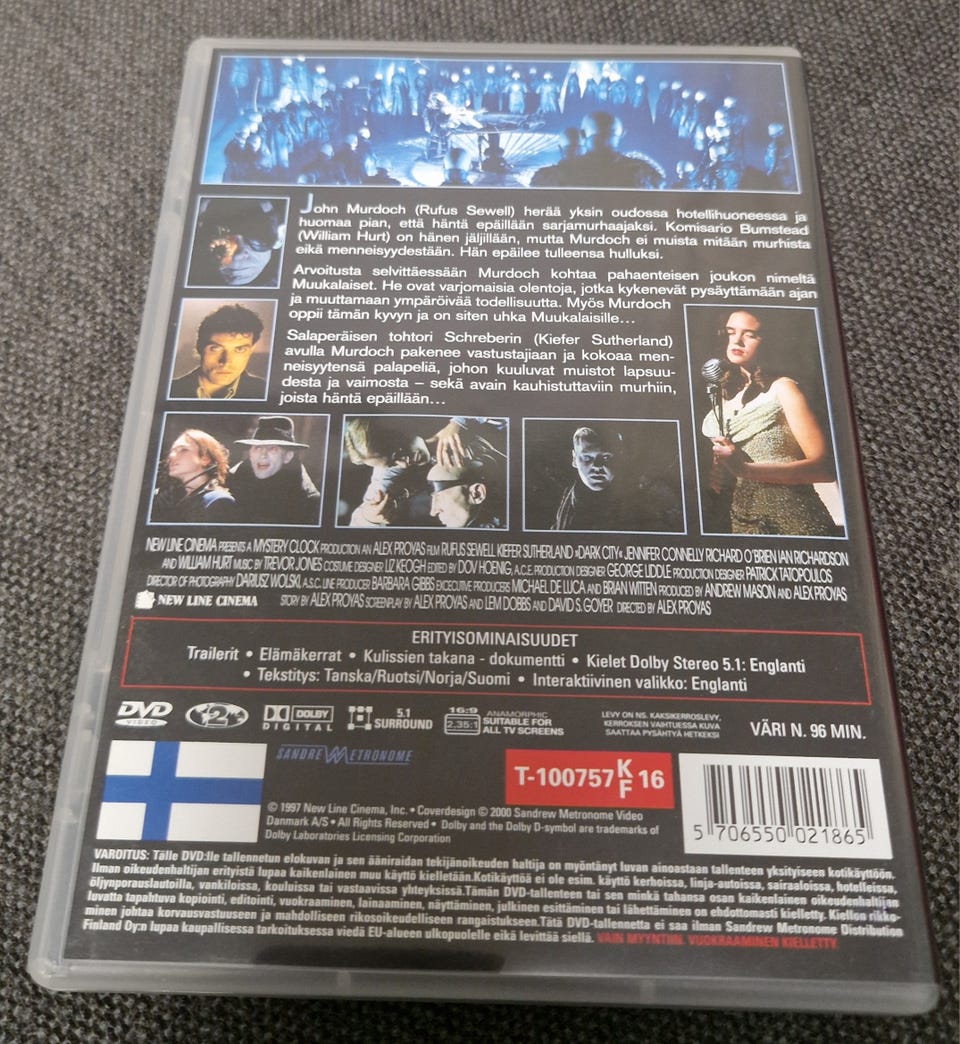 John Murdoch (Rufus Sewell) herää yksin oudossa hotellihuoneessa ja
huomaa pian, että häntä epäillään sarjamurhaajaksi. Komisario Bumstead
(William Hurt) on hänen jäljillään, mutta Murdoch ei muista mitään murhista
eikä menneisyydestään. Hän epäilee tulleensa hulluksi.
Arvoitusta selvittäessään Murdoch kohtaa pahaenteisen joukon nimeltä
Muukalaiset. He ovat varjomaisia olentoja, jotka kykenevät pysäyttämään ajan
ja muuttamaan ympäröivää todellisuutta. Myös Murdoch
oppii tämän kyvyn ja on siten uhka Muukalaisille...
Salaperäisen tohtori Schreberin (Kiefer Sutherland)
avulla Murdoch pakenee vastustajiaan ja kokoaa men-
neisyytensä palapeliä, johon kuuluvat muistot lapsuu-
desta ja vaimosta – sekä avain kauhistuttaviin murhiin,
joista häntä epäillään...
NEW LINE CINEMA PRESENTS A MYSTERY CLOCK PRODUCTION AN ALEX PROYAS FILM RUFUS SEWELL KIEFER SUTHERLAND »DARK CITY« JENNIFER CONNELLY RICHARD O'BRIEN IAN RICHARDSON
AND WILLIAM HURT MUSIC BY TREVOR JONES COSTUME DESIGNER LIZ KEOGH EDITED BY DOV HOENIG, A.C.E. PRODUCTION DESIGNER GEORGE LIDDLE PRODUCTION DESIGNER PATRICK TATOPOULOS
DIRECTOR OF PHOTOGRAPHY DARIUSZ WOLSKI, A.S.C. LINE PRODUCER BARBARA GIBBS EXCECUTIVE PRODUCERS MICHAEL DE LUCA AND BRIAN WITTEN PRODUCED BY ANDREW MASON AND ALEX PROYAS
NEW LINE CINEMA STORY BY ALEX PROYAS SCREENPLAY BY ALEX PROYAS AND LEM DOBBS AND DAVID S. GOYER DIRECTED BY ALEX PROYAS
ERITYISOMINAISUUDET
Trailerit • Elämäkerrat • Kulissien takana - dokumentti • Kielet Dolby Stereo 5.1: Englanti
• Tekstitys: Tanska/Ruotsi/Norja/Suomi • Interaktiivinen valikko: Englanti
DVD VIDEO 2 DOLBY DIGITAL 5.1 SURROUND 16:9 2.35:1 ANAMORPHIC SUITABLE FOR ALL TV SCREENS
LEVY ON NS. KAKSIKERROSLEVY,
KERROKSEN VAIHTUESSA KUVA
SAATTAA PYSÄHTYÄ HETKEKSI
VÄRI N. 96 MIN.
SANDREW METRONOME
T-100757 K/F 16
© 1997 New Line Cinema, Inc. • Coverdesign © 2000 Sandrew Metronome Video
Danmark A/S • All Rights Reserved • Dolby and the Dolby D-symbol are trademarks of
Dolby Laboratories Licensing Corporation
5 706550 021865
VAROITUS: Tälle DVD:lle tallennetun elokuvan ja sen ääniraidan tekijänoikeuden haltija on myöntänyt luvan ainoastaan tallenteen yksityiseen kotikäyttöön.
Ilman oikeudenhaltijan erityistä lupaa kaikenlainen muu käyttö kielletään.Kotikäyttöä ei ole esim. käyttö kerhoissa, linja-autoissa, sairaaloissa, hotelleissa,
öljynporauslautoilla, vankiloissa, kouluissa tai vastaavissa yhteyksissä.Tämän DVD-tallenteen tai sen minkä tahansa osan kaikenlainen oikeudenhaltijan
luvatta tapahtuva kopiointi, editointi, vuokraaminen, lainaaminen, näyttäminen, julkinen esittäminen tai lähettäminen on ehdottomasti kielletty. Kiellon rikko-
minen johtaa korvausvastuuseen ja mahdolliseen rikosoikeudelliseen rangaistukseen.Tätä DVD-tallennetta ei saa ilman Sandrew Metronome Distribution
Finland Oy:n lupaa kaupallisessa tarkoituksessa viedä EU-alueen ulkopuolelle eikä levittää siellä. VAIN MYYNTIIN. VUOKRAAMINEN KIELLETTY.